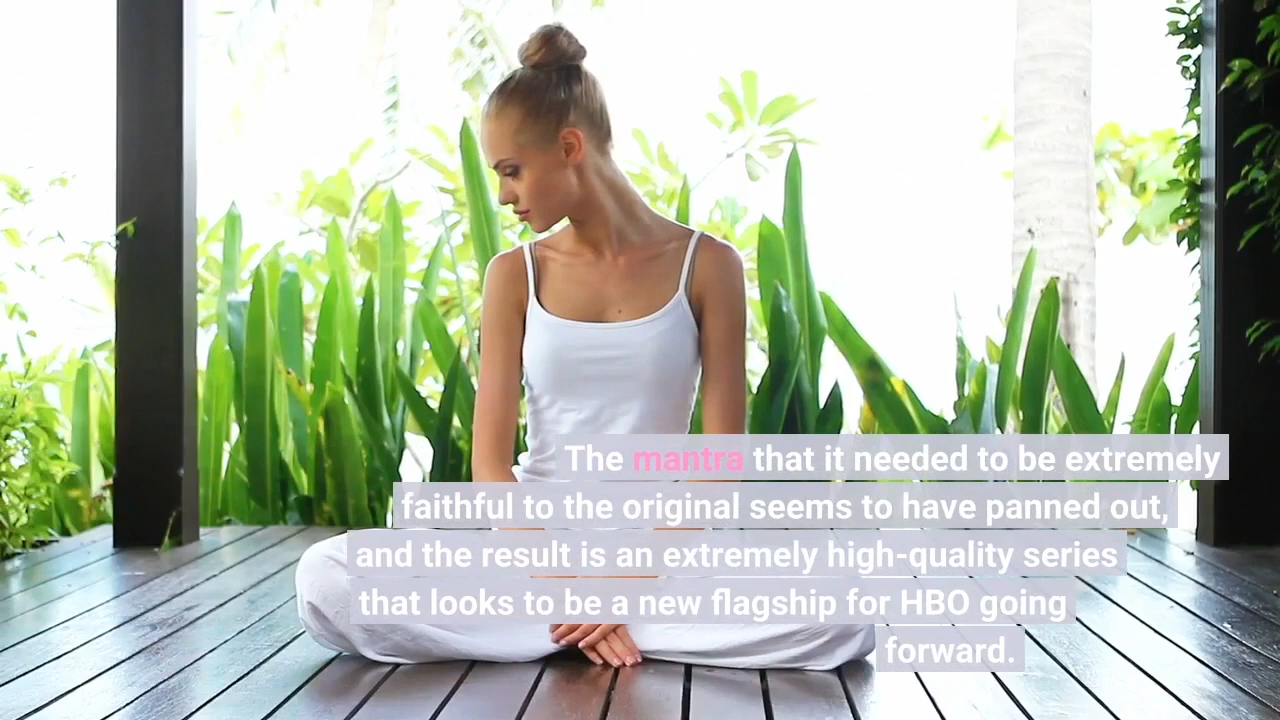 The mantra that it needed to be extremely
faithful to the original seems to have panned out,
and the result is an extremely high-quality series
that looks to be a new flagship for HBO going
forward.